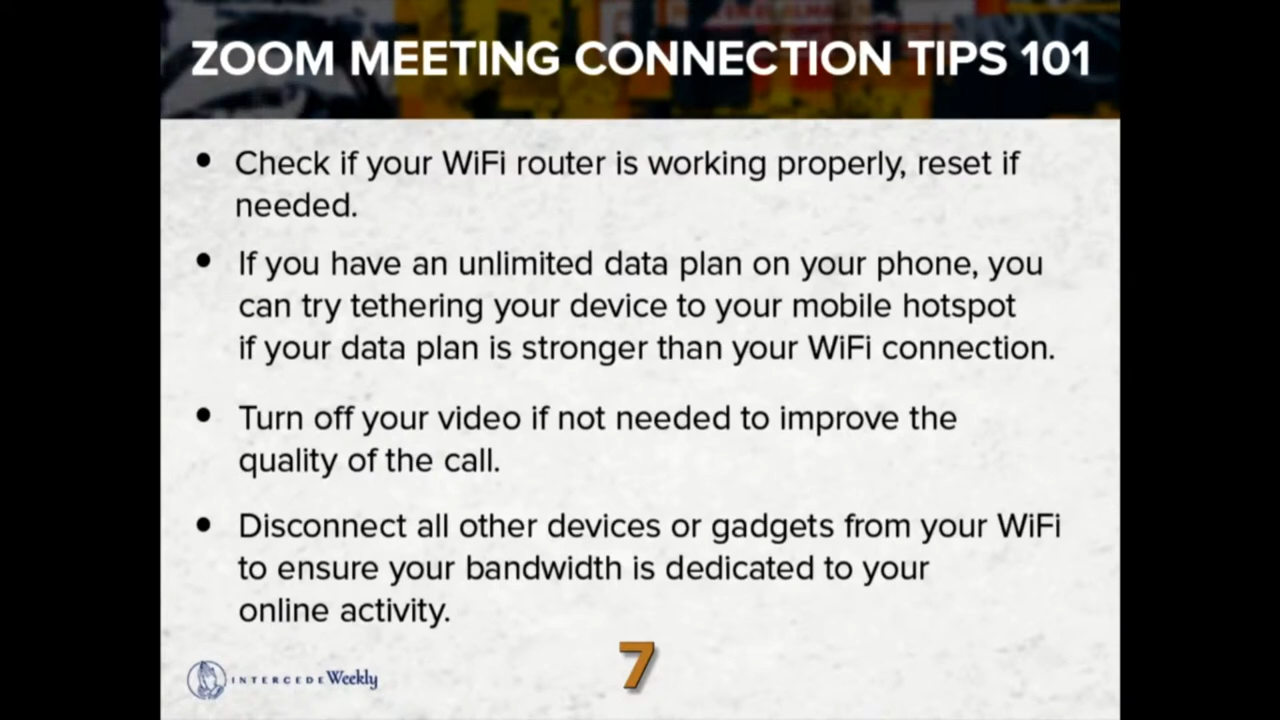 ZOOM MEETING CONNECTION TIPS 101
• Check if your WiFi router is working properly, reset if
needed.
• If you have an unlimited data plan on your phone, you
can try tethering your device to your mobile hotspot
if your data plan is stronger than your WiFi connection.
• Turn off your video if not needed to improve the
quality of the call.
• Disconnect all other devices or gadgets from your WiFi
to ensure your bandwidth is dedicated to your
online activity.
INTERCEDE Weekly
7